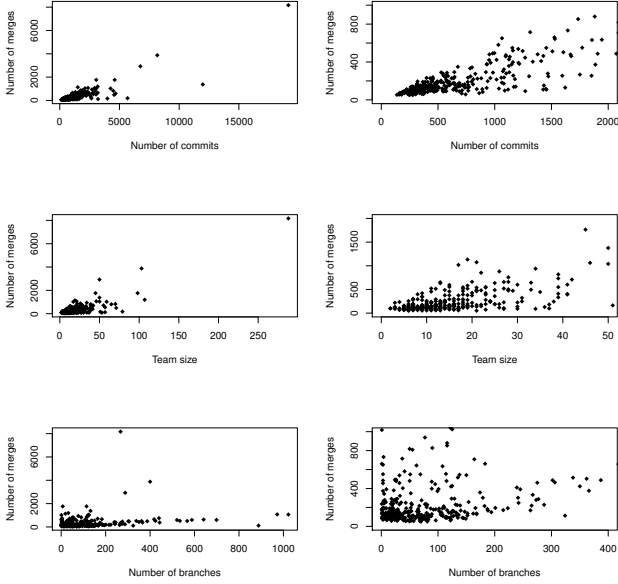 Number of merges
0 2000 6000
0 5000 10000 15000
Number of commits
Number of merges
0 400 800
0 500 1000 1500 2000
Number of commits
Number of merges
0 2000 6000
0 50 100 150 200 250
Team size
Number of merges
0 500 1500
0 10 20 30 40 50
Team size
Number of merges
0 2000 6000
0 200 400 600 800 1000
Number of branches
Number of merges
0 400 800
0 100 200 300 400
Number of branches